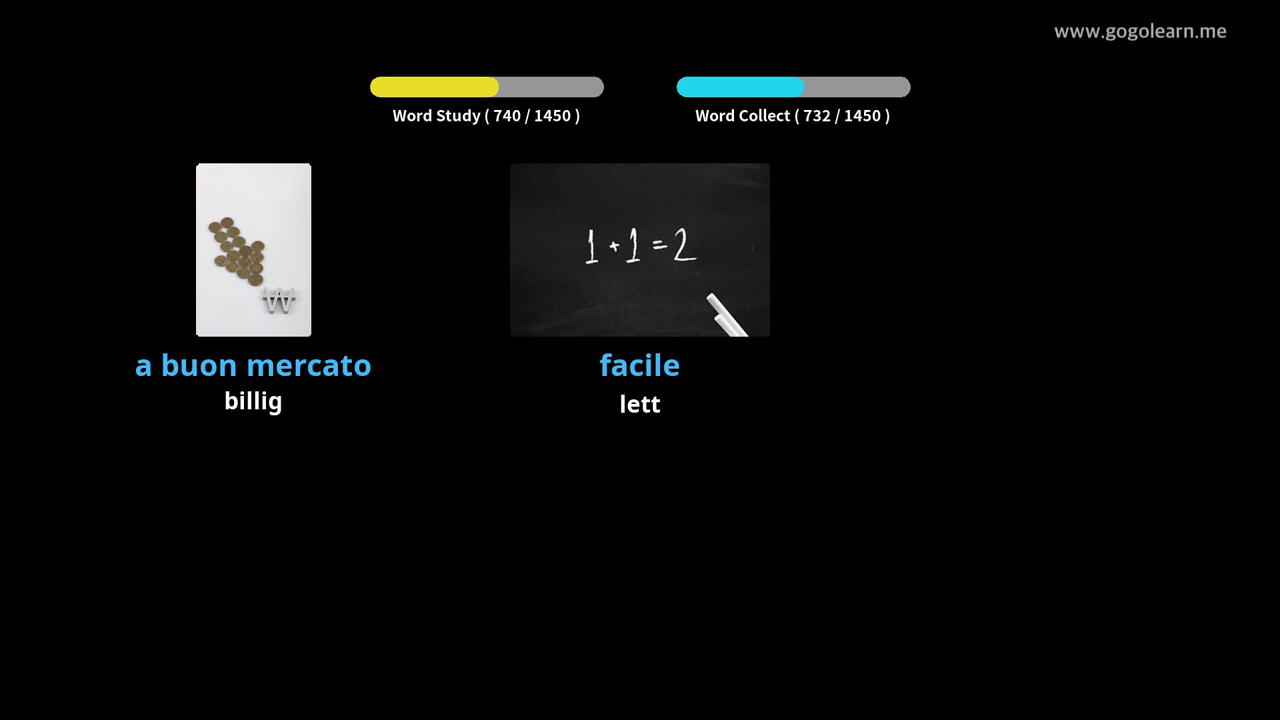 www.gogolearn.me
Word Study ( 740 / 1450 )
Word Collect ( 732 / 1450 )
1 + 1 = 2
₩
a buon mercato
billig
facile
lett